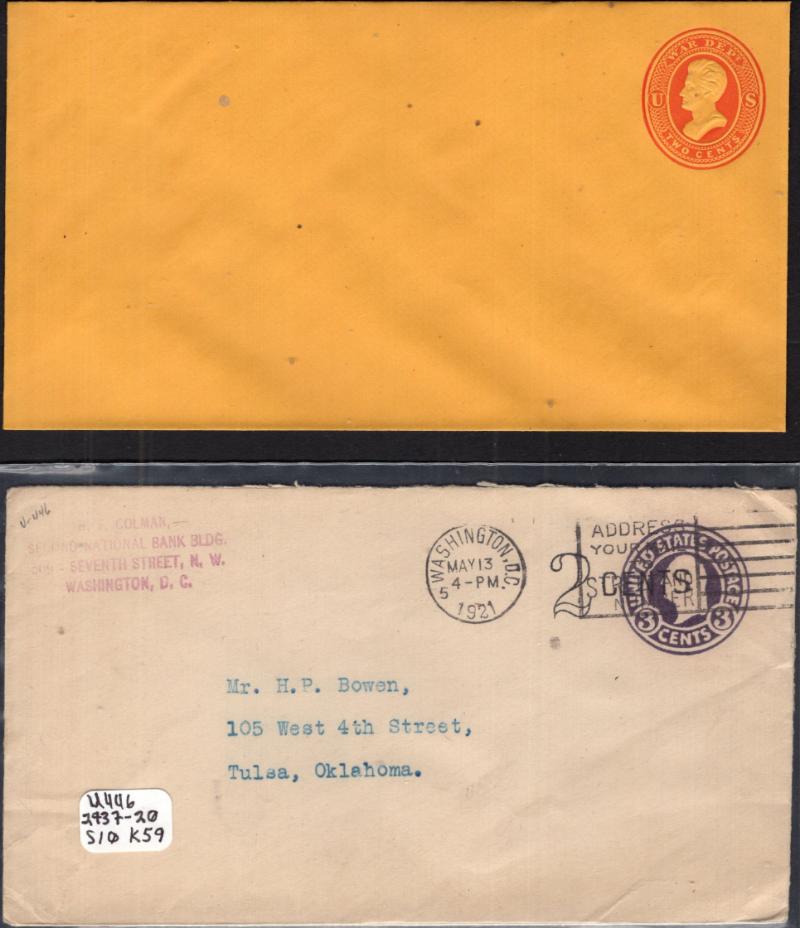 WAR DEPT
U S
TWO CENTS
U-446
COLMAN,
SECOND NATIONAL BANK BLDG.
SEVENTH STREET, N. W.
WASHINGTON, D. C.
WASHINGTON, D.C.
MAY 13
4-PM.
5
1921
ADDRESS
YOUR
2 CENTS
UNITED STATES POSTAGE
3 CENTS 3
Mr. H.P. Bowen,
105 West 4th Street,
Tulsa, Oklahoma.
U446
2937-20
S/0 K59